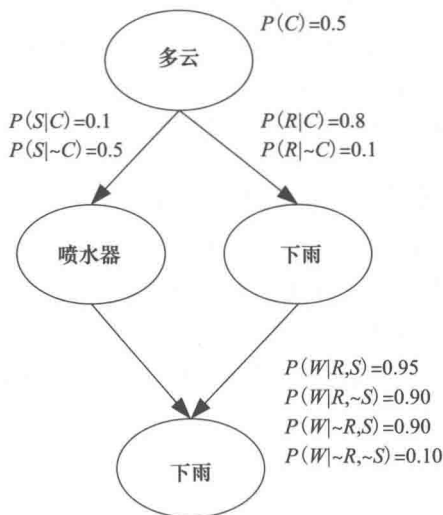 P(C)=0.5
多云
P(S|C)=0.1
P(S|~C)=0.5
P(R|C)=0.8
P(R|~C)=0.1
喷水器
下雨
P(W|R,S)=0.95
P(W|R,~S)=0.90
P(W|~R,S)=0.90
P(W|~R,~S)=0.10
下雨